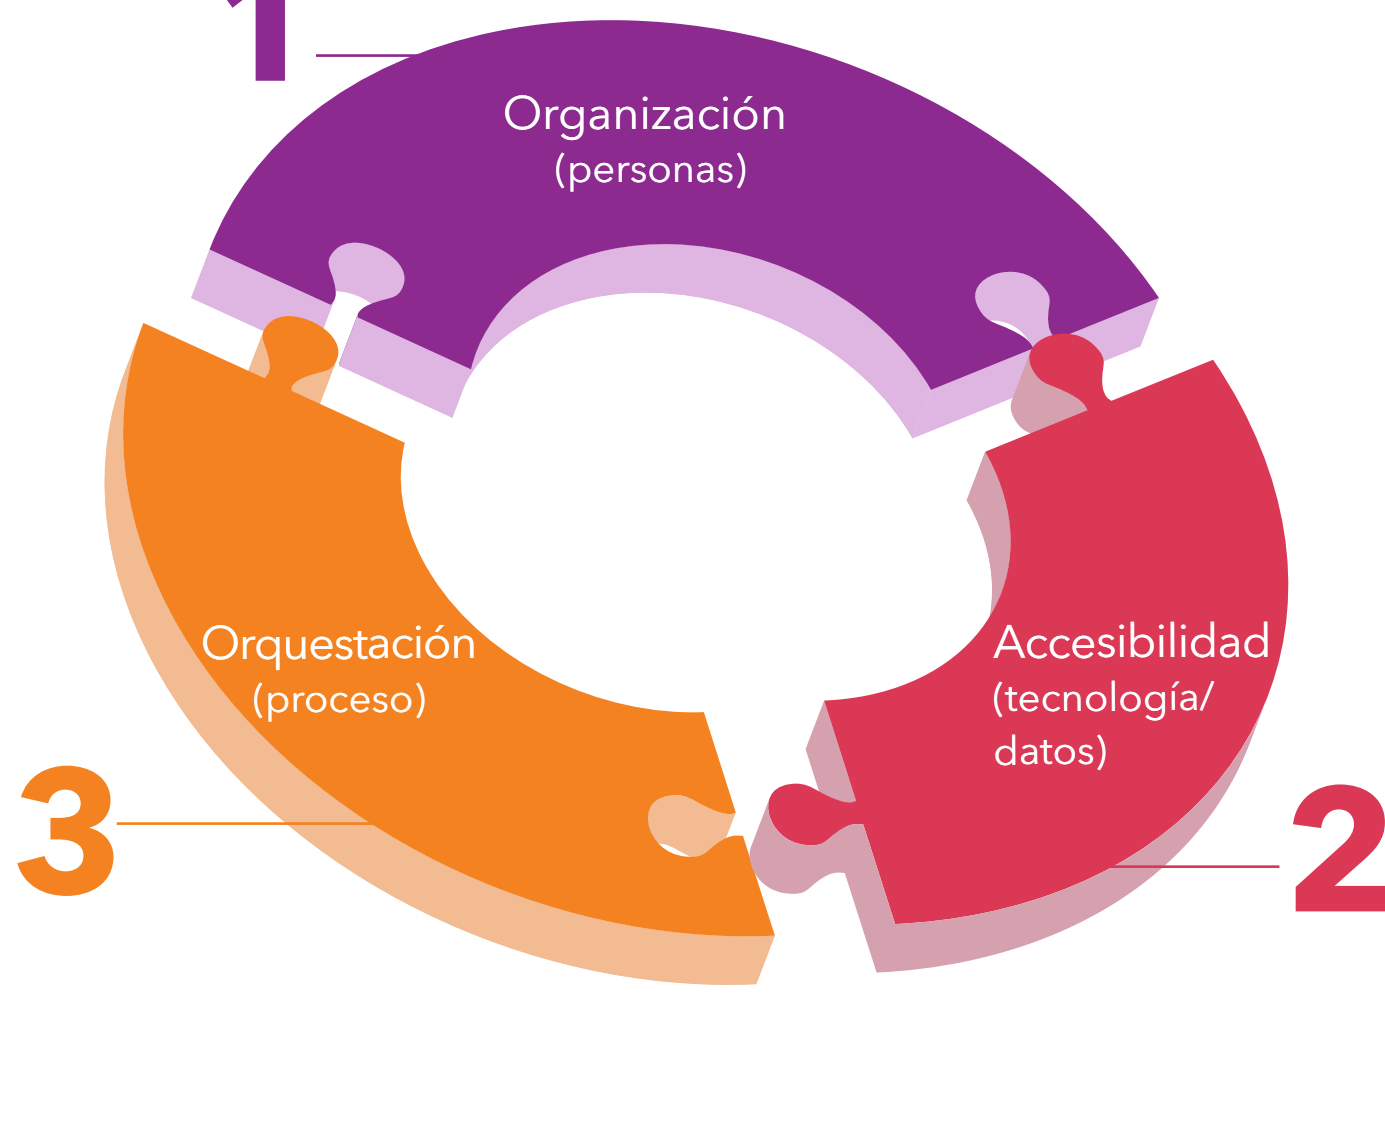 1
Organización
(personas)
Orquestación
(proceso)
Accesibilidad
(tecnología/
datos)
3
2